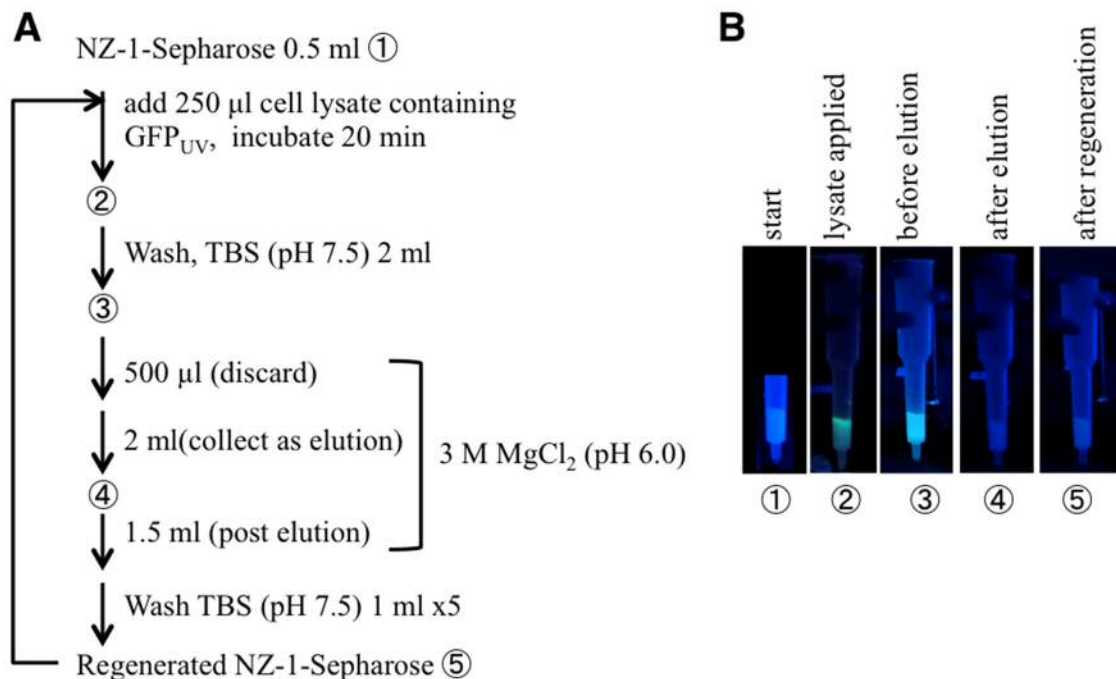 A
NZ-1-Sepharose 0.5 ml ①
add 250 µl cell lysate containing
GFPUV, incubate 20 min
②
Wash, TBS (pH 7.5) 2 ml
③
500 µl (discard)
2 ml(collect as elution)
3 M MgCl2 (pH 6.0)
④
1.5 ml (post elution)
Wash TBS (pH 7.5) 1 ml x5
Regenerated NZ-1-Sepharose ⑤
B
start
lysate applied
before elution
after elution
after regeneration
① ② ③ ④ ⑤